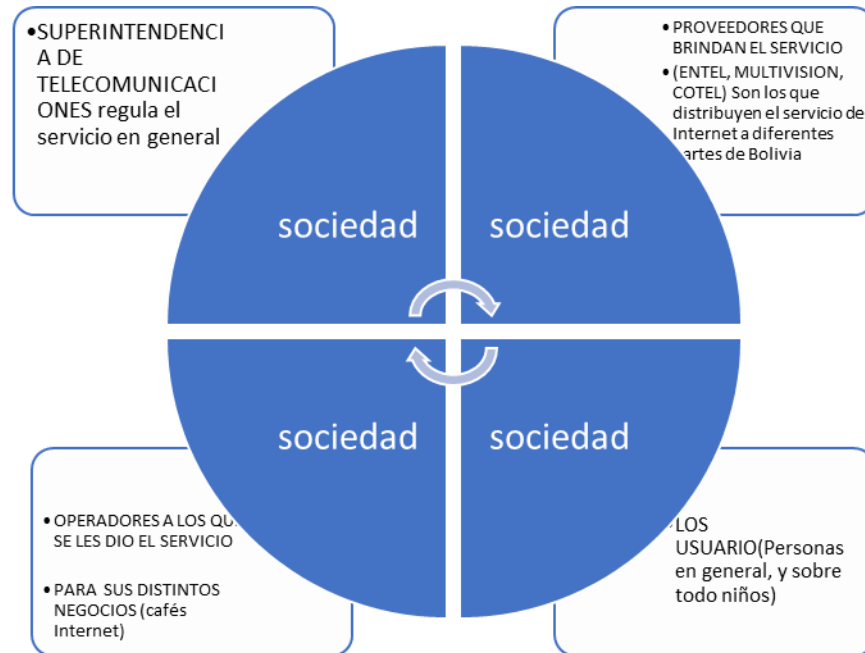 •SUPERINTENDENCI
A DE
TELECOMUNICACI
ONES regula el
servicio en general
• PROVEEDORES QUE
BRINDAN EL SERVICIO
• (ENTEL, MULTIVISION,
COTEL) Son los que
distribuyen el servicio de
Internet a diferentes
artes de Bolivia
sociedad
sociedad
sociedad
sociedad
• OPERADORES A LOS QU
SE LES DIO EL SERVICIO
• PARA SUS DISTINTOS
NEGOCIOS (cafés
Internet)
LOS
USUARIO(Personas
en general, y sobre
todo niños)